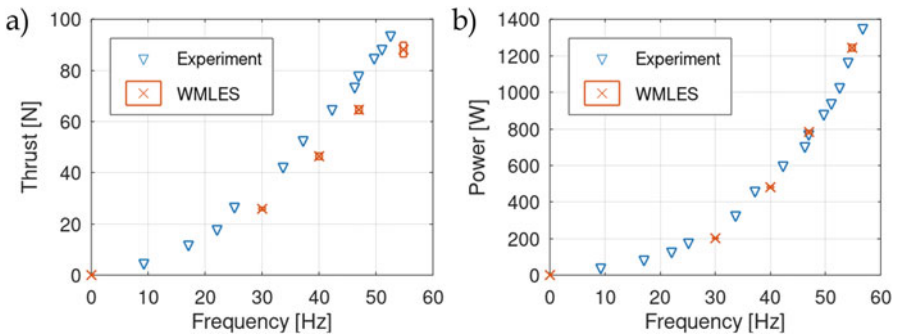 a)
100
80
60
40
20
0
Thrust [N]
Experiment
WMLES
0 10 20 30 40 50 60
Frequency [Hz]
b)
1400
1200
1000
800
600
400
200
0
Power [W]
Experiment
WMLES
0 10 20 30 40 50 60
Frequency [Hz]